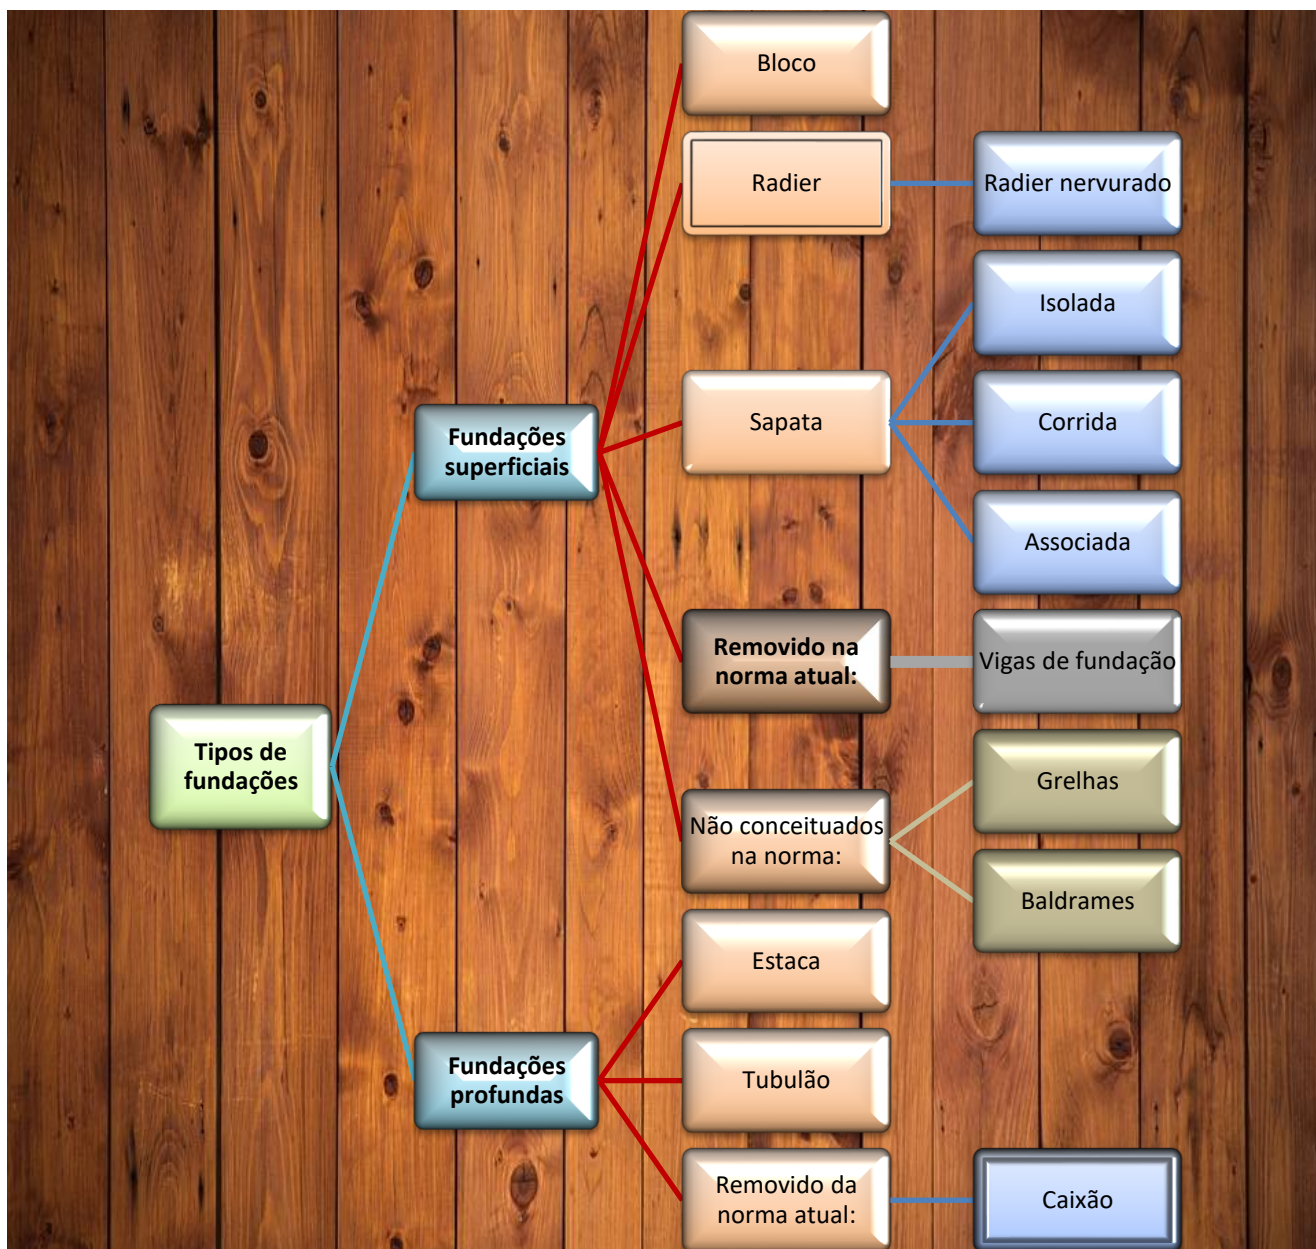 Bloco
Radier
Radier nervurado
Isolada
Sapata
Corrida
Fundações
superficiais
Associada
Removido na
norma atual:
Vigas de fundação
Tipos de
fundações
Grelhas
Não conceituados
na norma:
Baldrames
Estaca
Fundações
profundas
Tubulão
Removido da
norma atual:
Caixão